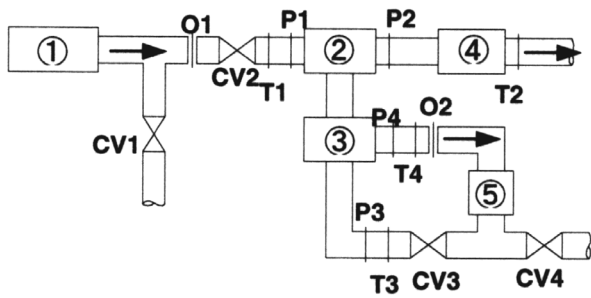 O1 P1 P2
① ② ④
CV2 T1 T2
P4 O2
CV1 ③
T4
⑤
P3
T3 CV3 CV4